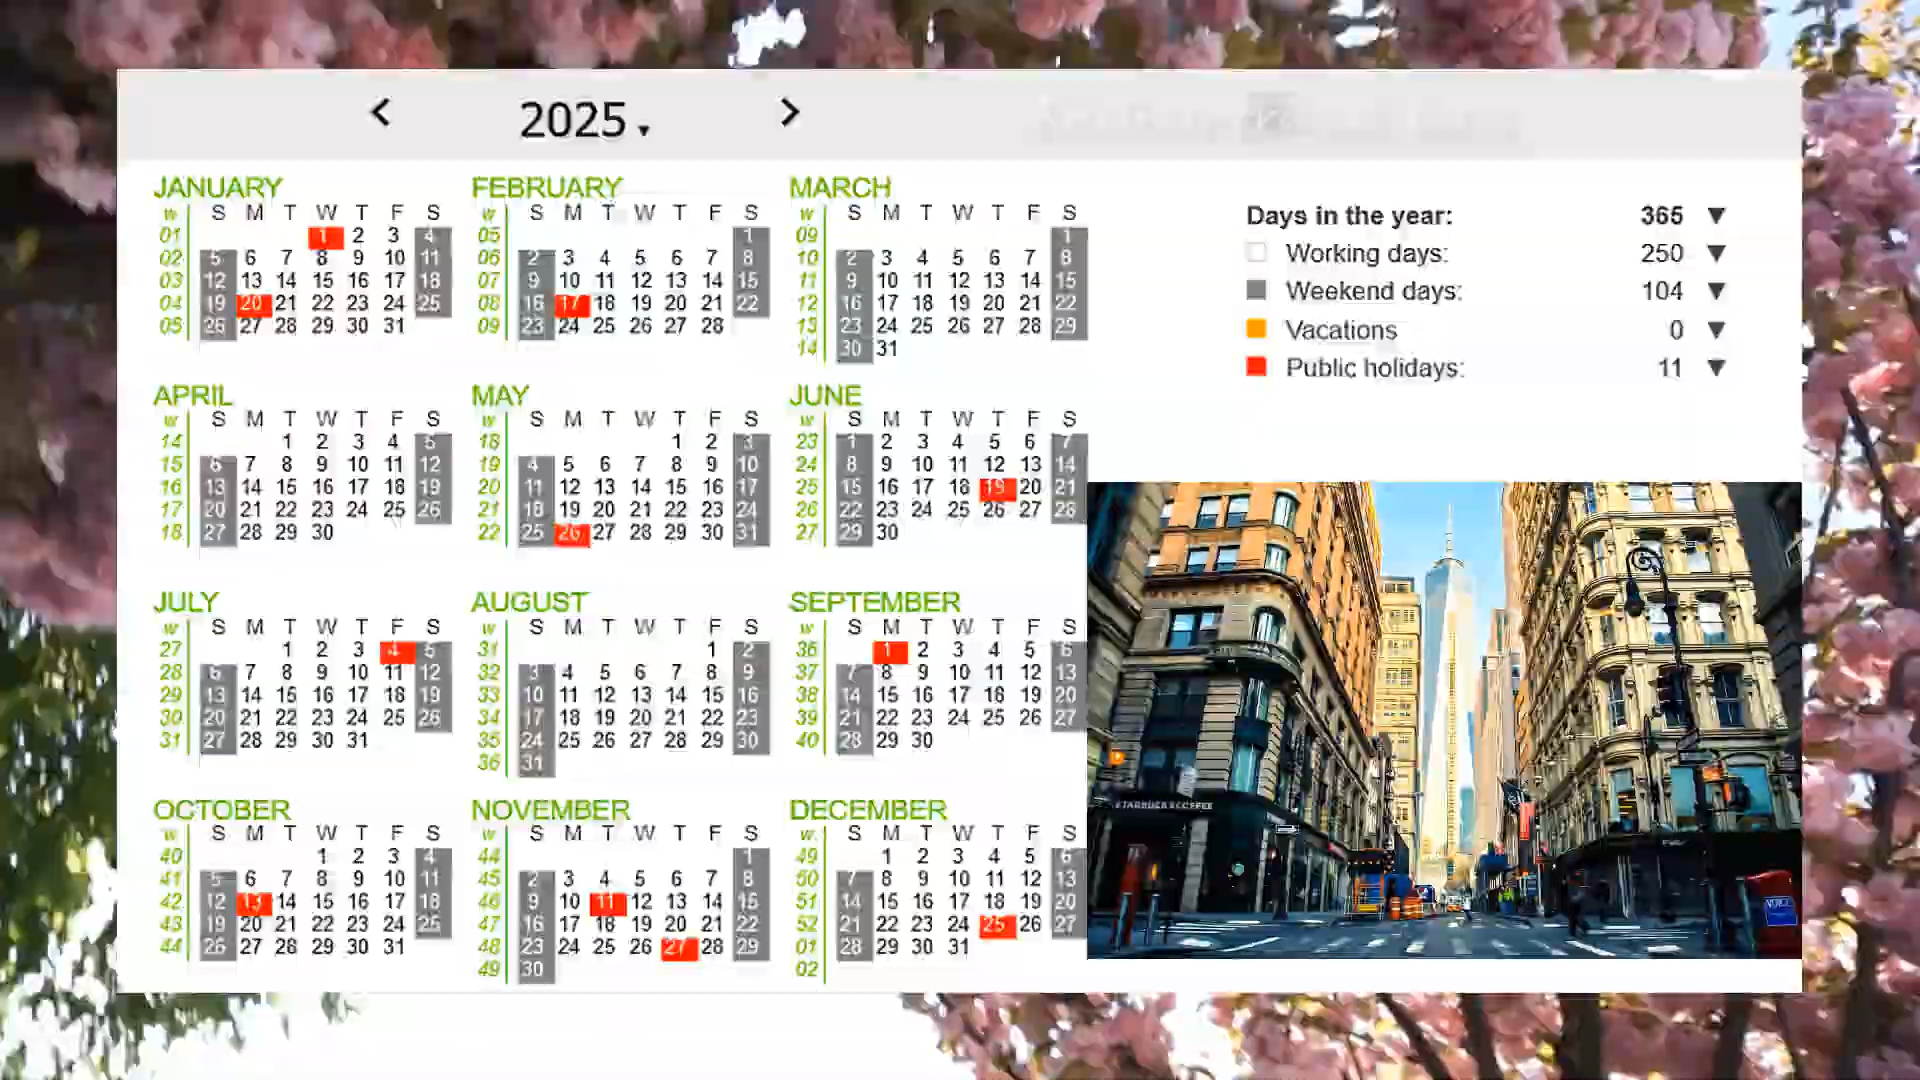 2025
JANUARY FEBRUARY MARCH
w S M T W T F S w S M T W T F S w S M T W T F S
01 1 2 3 4 05 1 09 1
02 5 6 7 8 9 10 11 06 2 3 4 5 6 7 8 10 2 3 4 5 6 7 8
03 12 13 14 15 16 17 18 07 9 10 11 12 13 14 15 11 9 10 11 12 13 14 15
04 19 20 21 22 23 24 25 08 16 17 18 19 20 21 22 12 16 17 18 19 20 21 22
05 26 27 28 29 30 31 09 23 24 25 26 27 28 13 23 24 25 26 27 28 29
14 30 31
Days in the year: 365
Working days: 250
Weekend days: 104
Vacations 0
Public holidays: 11
APRIL MAY JUNE
w S M T W T F S w S M T W T F S w S M T W T F S
14 1 2 3 4 5 18 1 2 3 23 1 2 3 4 5 6 7
15 6 7 8 9 10 11 12 19 4 5 6 7 8 9 10 24 8 9 10 11 12 13 14
16 13 14 15 16 17 18 19 20 11 12 13 14 15 16 17 25 15 16 17 18 19 20 21
17 20 21 22 23 24 25 26 21 18 19 20 21 22 23 24 26 22 23 24 25 26 27 28
18 27 28 29 30 22 25 26 27 28 29 30 31 27 29 30
JULY AUGUST SEPTEMBER
w S M T W T F S w S M T W T F S w S M T W T F S
27 1 2 3 4 5 31 1 2 36 1 2 3 4 5 6
28 6 7 8 9 10 11 12 32 3 4 5 6 7 8 9 37 7 8 9 10 11 12 13
29 13 14 15 16 17 18 19 33 10 11 12 13 14 15 16 38 14 15 16 17 18 19 20
30 20 21 22 23 24 25 26 34 17 18 19 20 21 22 23 39 21 22 23 24 25 26 27
31 27 28 29 30 31 35 24 25 26 27 28 29 30 40 28 29 30
36 31
OCTOBER NOVEMBER DECEMBER
w S M T W T F S w S M T W T F S w S M T W T F S
40 1 2 3 4 44 1 49 1 2 3 4 5 6
41 5 6 7 8 9 10 11 45 2 3 4 5 6 7 8 50 7 8 9 10 11 12 13
42 12 13 14 15 16 17 18 46 9 10 11 12 13 14 15 51 14 15 16 17 18 19 20
43 19 20 21 22 23 24 25 47 16 17 18 19 20 21 22 52 21 22 23 24 25 26 27
44 26 27 28 29 30 31 48 23 24 25 26 27 28 29 01 28 29 30 31
49 30 02
STARBUCKS COFFEE